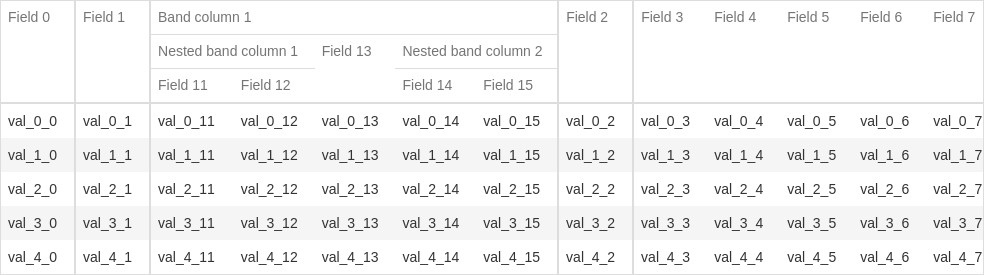 Field 0 Field 1 Band column 1 Field 2 Field 3 Field 4 Field 5 Field 6 Field 7
Nested band column 1 Field 13 Nested band column 2
Field 11 Field 12 Field 14 Field 15
val_0_0 val_0_1 val_0_11 val_0_12 val_0_13 val_0_14 val_0_15 val_0_2 val_0_3 val_0_4 val_0_5 val_0_6 val_0_7
val_1_0 val_1_1 val_1_11 val_1_12 val_1_13 val_1_14 val_1_15 val_1_2 val_1_3 val_1_4 val_1_5 val_1_6 val_1_7
val_2_0 val_2_1 val_2_11 val_2_12 val_2_13 val_2_14 val_2_15 val_2_2 val_2_3 val_2_4 val_2_5 val_2_6 val_2_7
val_3_0 val_3_1 val_3_11 val_3_12 val_3_13 val_3_14 val_3_15 val_3_2 val_3_3 val_3_4 val_3_5 val_3_6 val_3_7
val_4_0 val_4_1 val_4_11 val_4_12 val_4_13 val_4_14 val_4_15 val_4_2 val_4_3 val_4_4 val_4_5 val_4_6 val_4_7